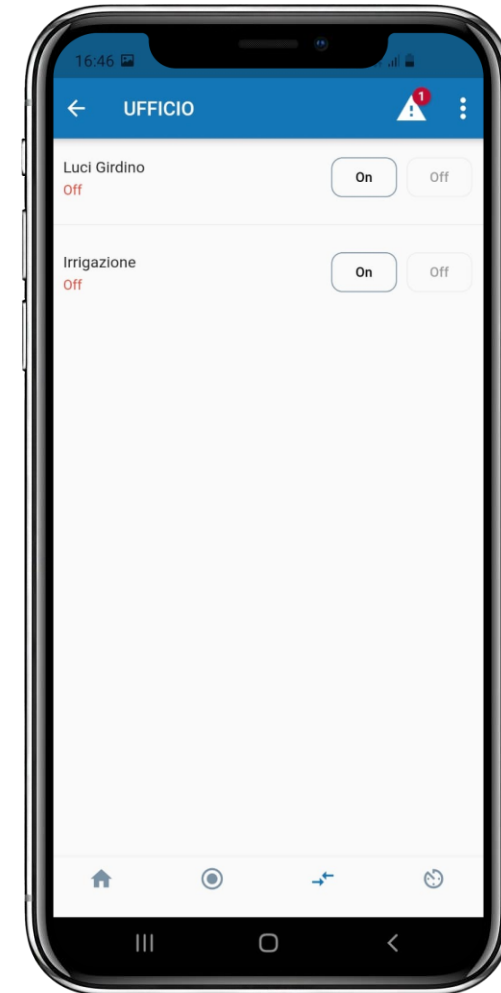 16:46
UFFICIO
1
Luci Girdino
Off
On
Off
Irrigazione
Off
On
Off